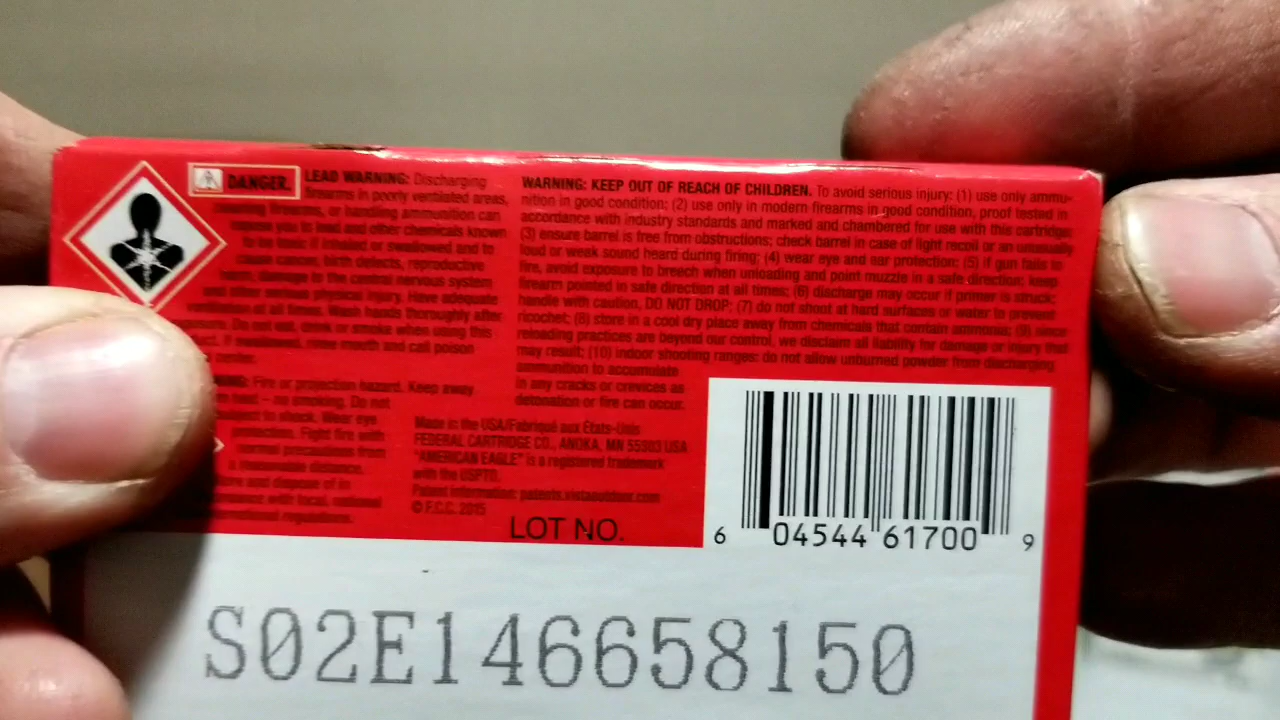 DANGER.
LEAD WARNING: Discharging
firearms in poorly ventilated areas,
firearms, or handling ammunition can
to lead and other chemicals known
to be toxic if inhaled or swallowed and to
cause cancer, birth defects, reproductive
damage to the central nervous system
and serious physical injury. Have adequate
ventilation at all times. Wash hands thoroughly after
Do not eat, drink or smoke when using this
rinse mouth and call poison
center.
Fire or projection hazard. Keep away
heat – no smoking. Do not
subject to shock. Wear eye
protection. Fight fire with
normal precaution from
a reasonable distance.
and dispose of in
with local, national
international regulations.
WARNING: KEEP OUT OF REACH OF CHILDREN. To avoid serious injury: (1) use only ammu-
nition in good condition; (2) use only in modern firearms in good condition, proof tested in
accordance with industry standards and marked and chambered for use with this cartridge;
(3) ensure barrel is free from obstructions; check barrel in case of light recoil or an unusually
loud or weak sound heard during firing; (4) wear eye and ear protection; (5) if gun fails to
fire, avoid exposure to breech when unloading and point muzzle in a safe direction; keep
firearm pointed in safe direction at all times; (6) discharge may occur if primer is struck;
handle with caution, DO NOT DROP; (7) do not shoot at hard surfaces or water to prevent
ricochet; (8) store in a cool dry place away from chemicals that contain ammonia; (9) since
reloading practices are beyond our control, we disclaim all liability for damage or injury that
may result; (10) indoor shooting ranges: do not allow unburned powder from discharging
ammunition to accumulate
in any cracks or crevices as
detonation or fire can occur.
Made in the USA/Fabriqué aux États-Unis
FEDERAL CARTRIDGE CO., ANOKA, MN 55303 USA
"AMERICAN EAGLE" is a registered trademark
with the USPTO.
Patent information: patents.vistaoutdoor.com
© F.C.C. 2015
LOT NO.
6 04544 61700 9
S02E146658150